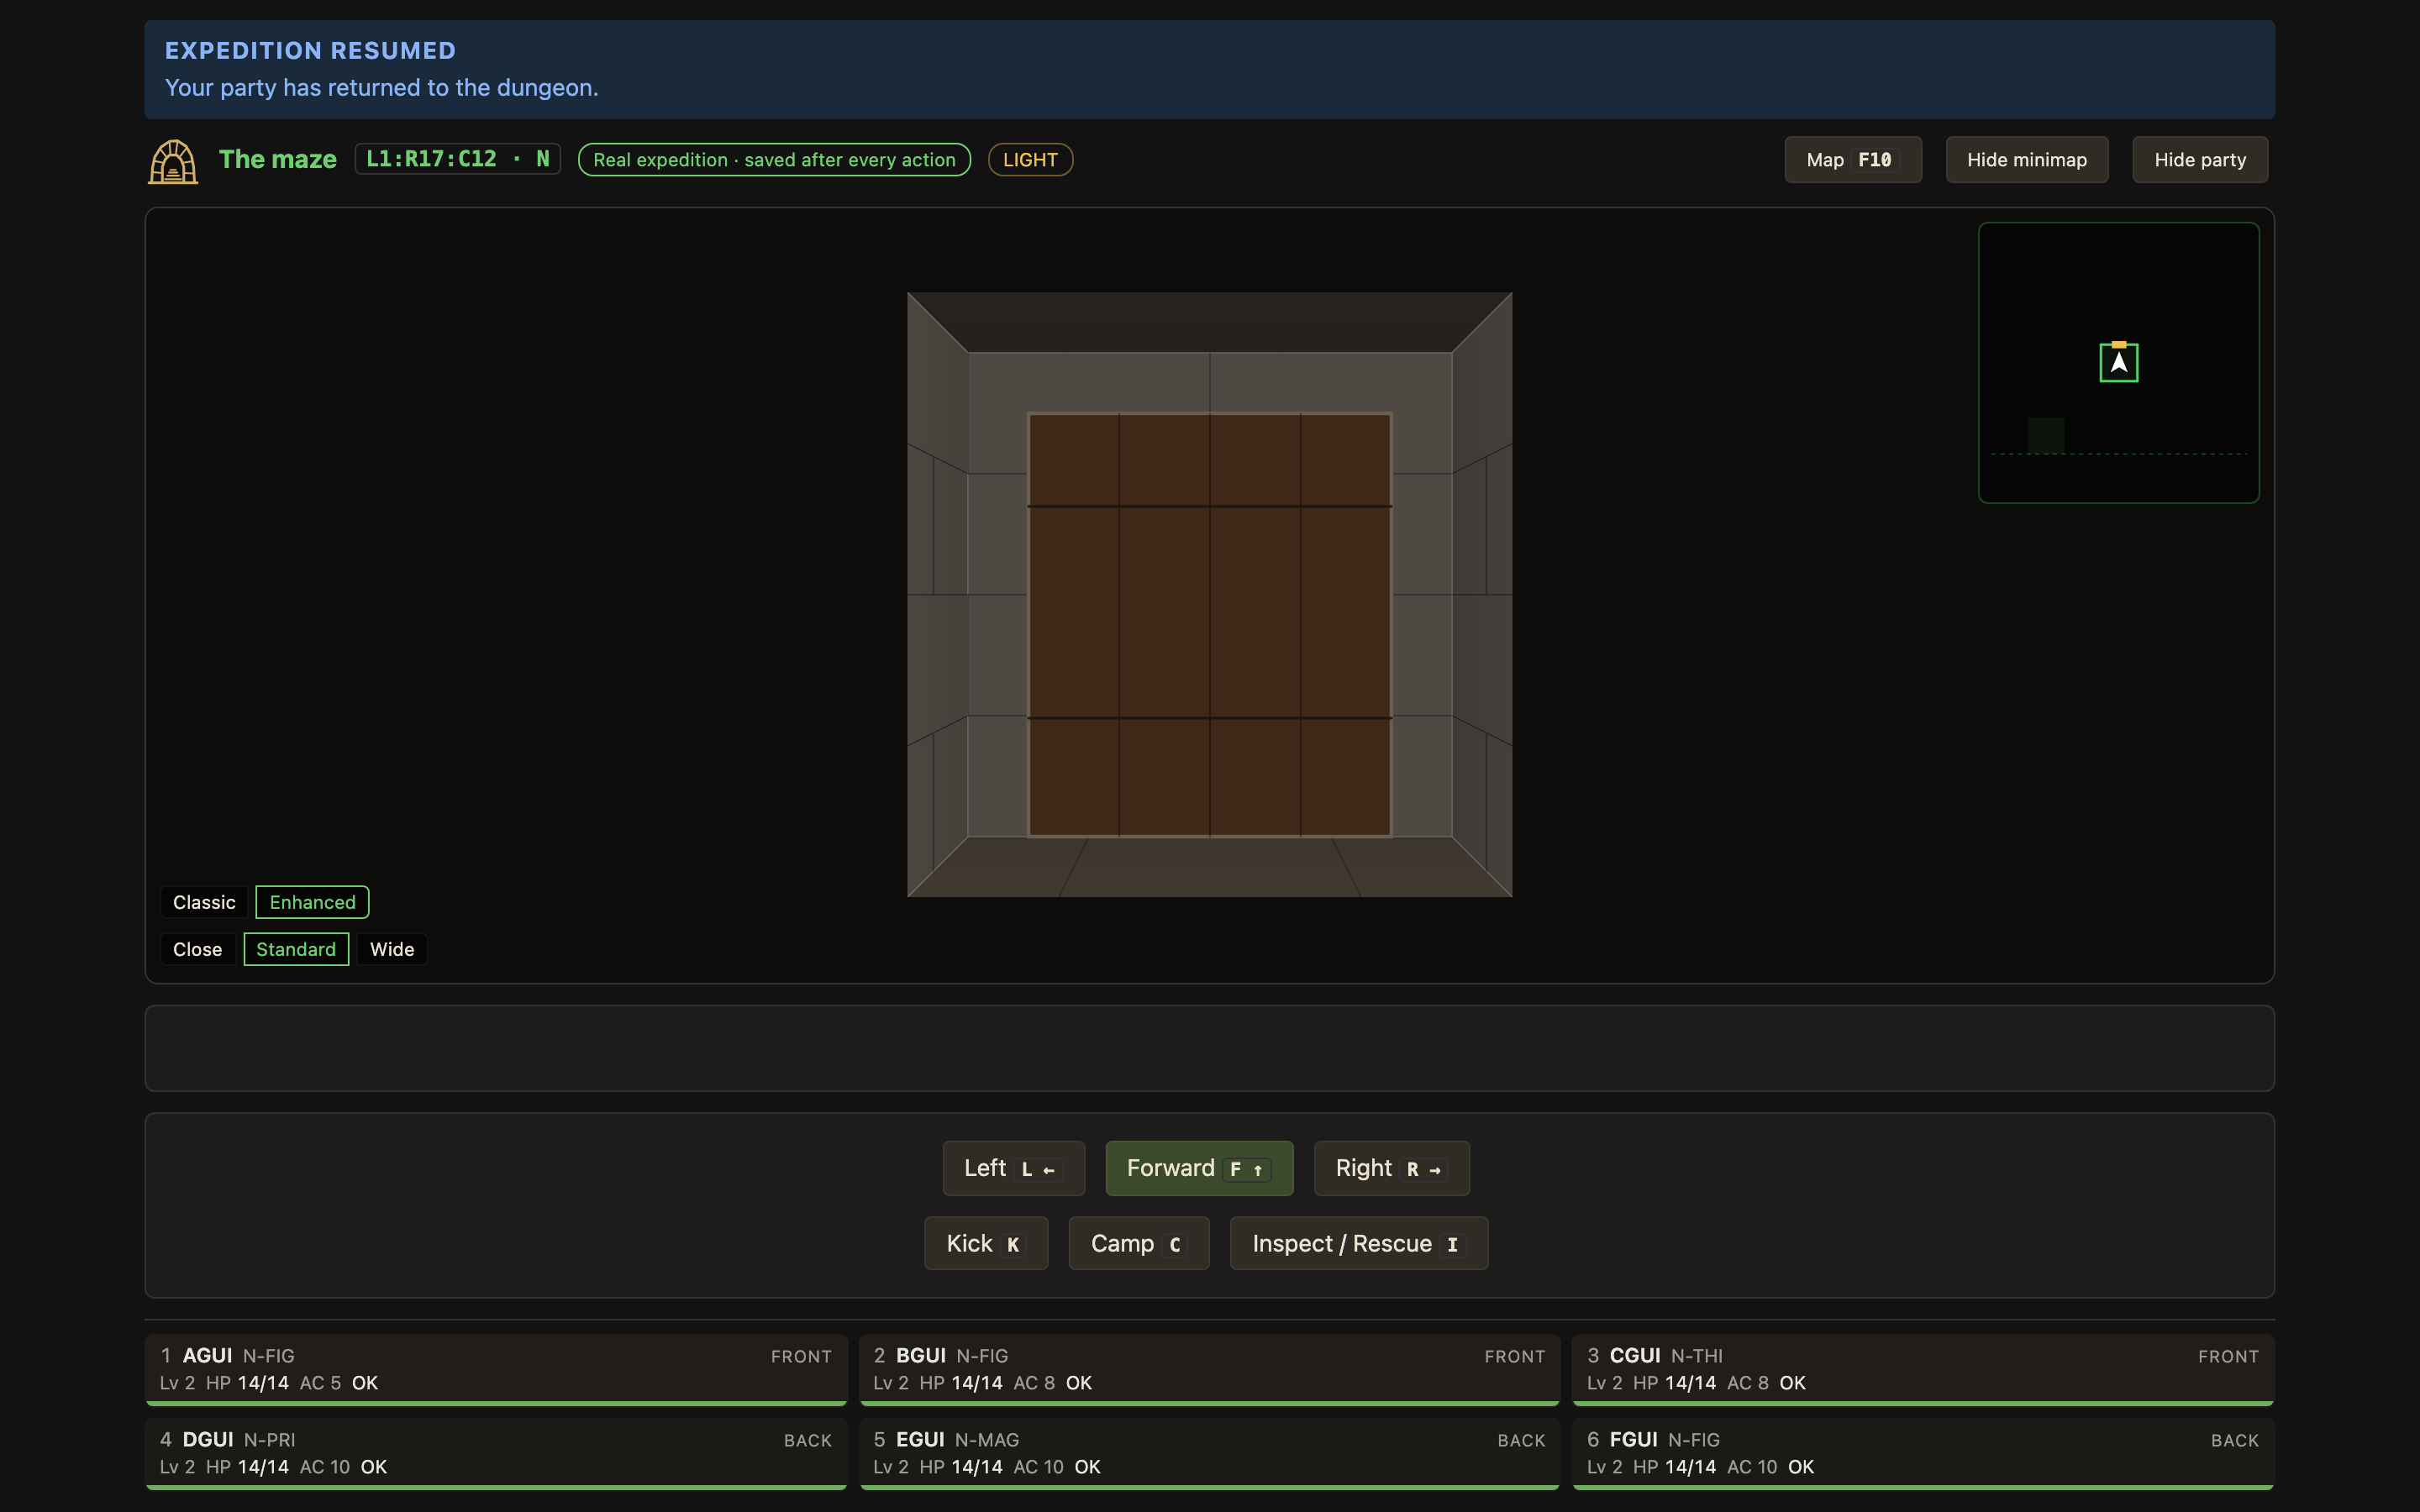 EXPEDITION RESUMED
Your party has returned to the dungeon.
The maze L1:R17:C12 · N Real expedition · saved after every action LIGHT Map F10 Hide minimap Hide party
Classic Enhanced
Close Standard Wide
Left L ← Forward F ↑ Right R →
Kick K Camp C Inspect / Rescue I
1 AGUI N-FIG FRONT
Lv 2 HP 14/14 AC 5 OK
2 BGUI N-FIG FRONT
Lv 2 HP 14/14 AC 8 OK
3 CGUI N-THI FRONT
Lv 2 HP 14/14 AC 8 OK
4 DGUI N-PRI BACK
Lv 2 HP 14/14 AC 10 OK
5 EGUI N-MAG BACK
Lv 2 HP 14/14 AC 10 OK
6 FGUI N-FIG BACK
Lv 2 HP 14/14 AC 10 OK